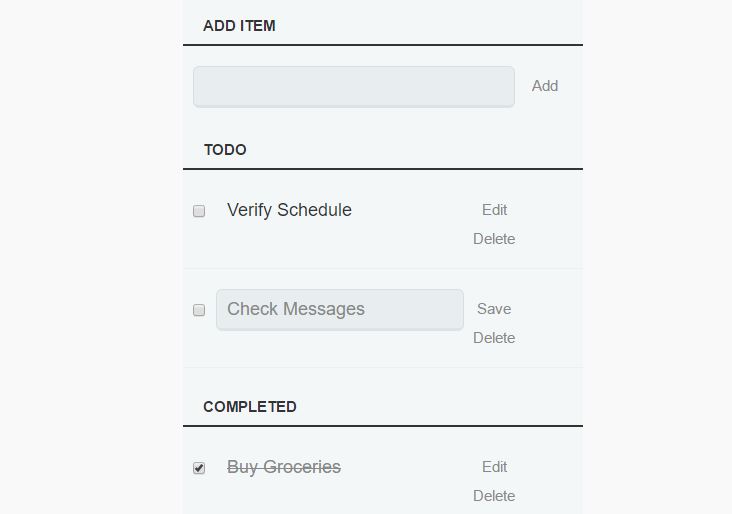 ADD ITEM
Add
TODO
Verify Schedule Edit
Delete
Check Messages Save
Delete
COMPLETED
Buy Groceries Edit
Delete